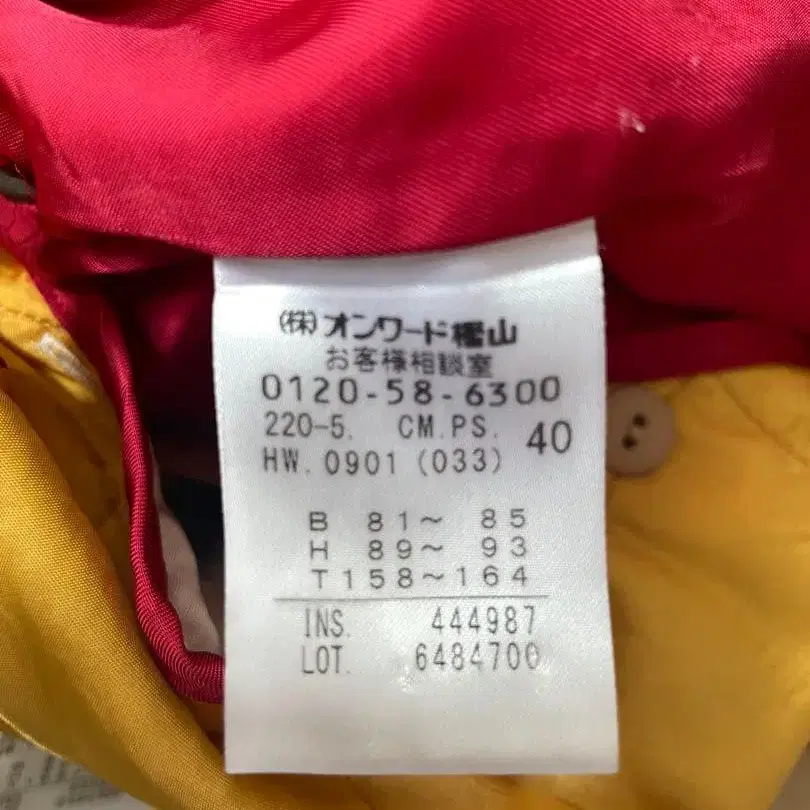 (株)オンワード樫山
お客様相談室
0120-58-6300
220-5. CM.PS. 40
HW. 0901 (033)
B 81～ 85
H 89～ 93
T158～164
INS. 444987
LOT. 6484700